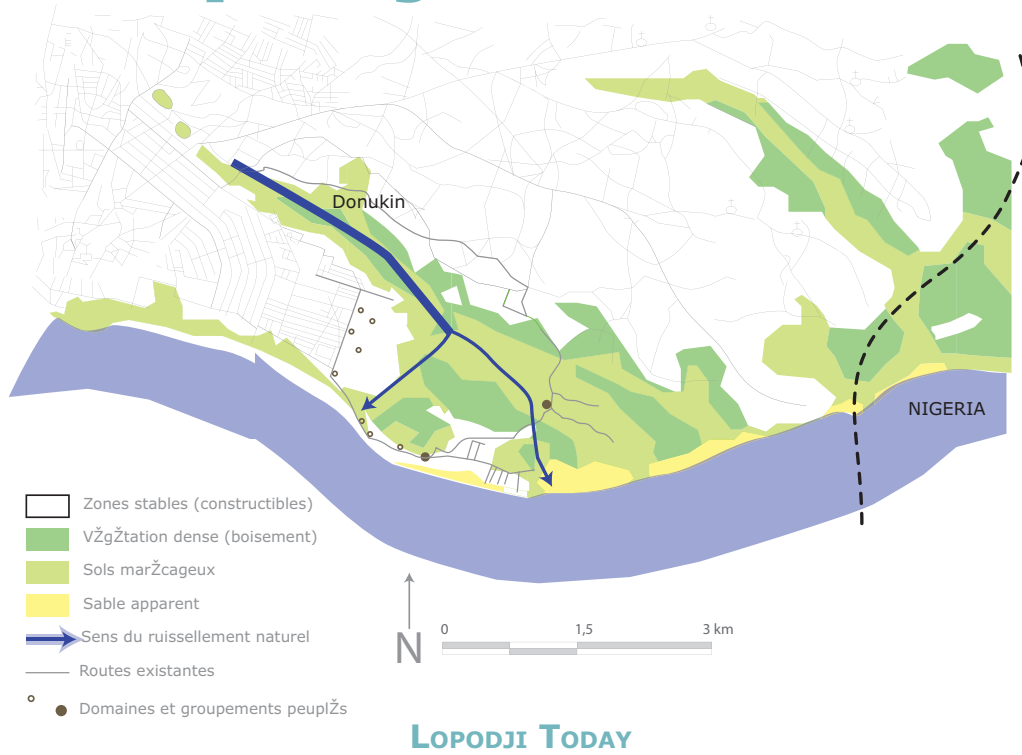 Donukin
NIGERIA
Zones stables (constructibles)
VŽgŽtation dense (boisement)
Sols marŽcageux
Sable apparent
Sens du ruissellement naturel
Routes existantes
Domaines et groupements peuplŽs
N
0 1,5 3 km
Lopodji Today